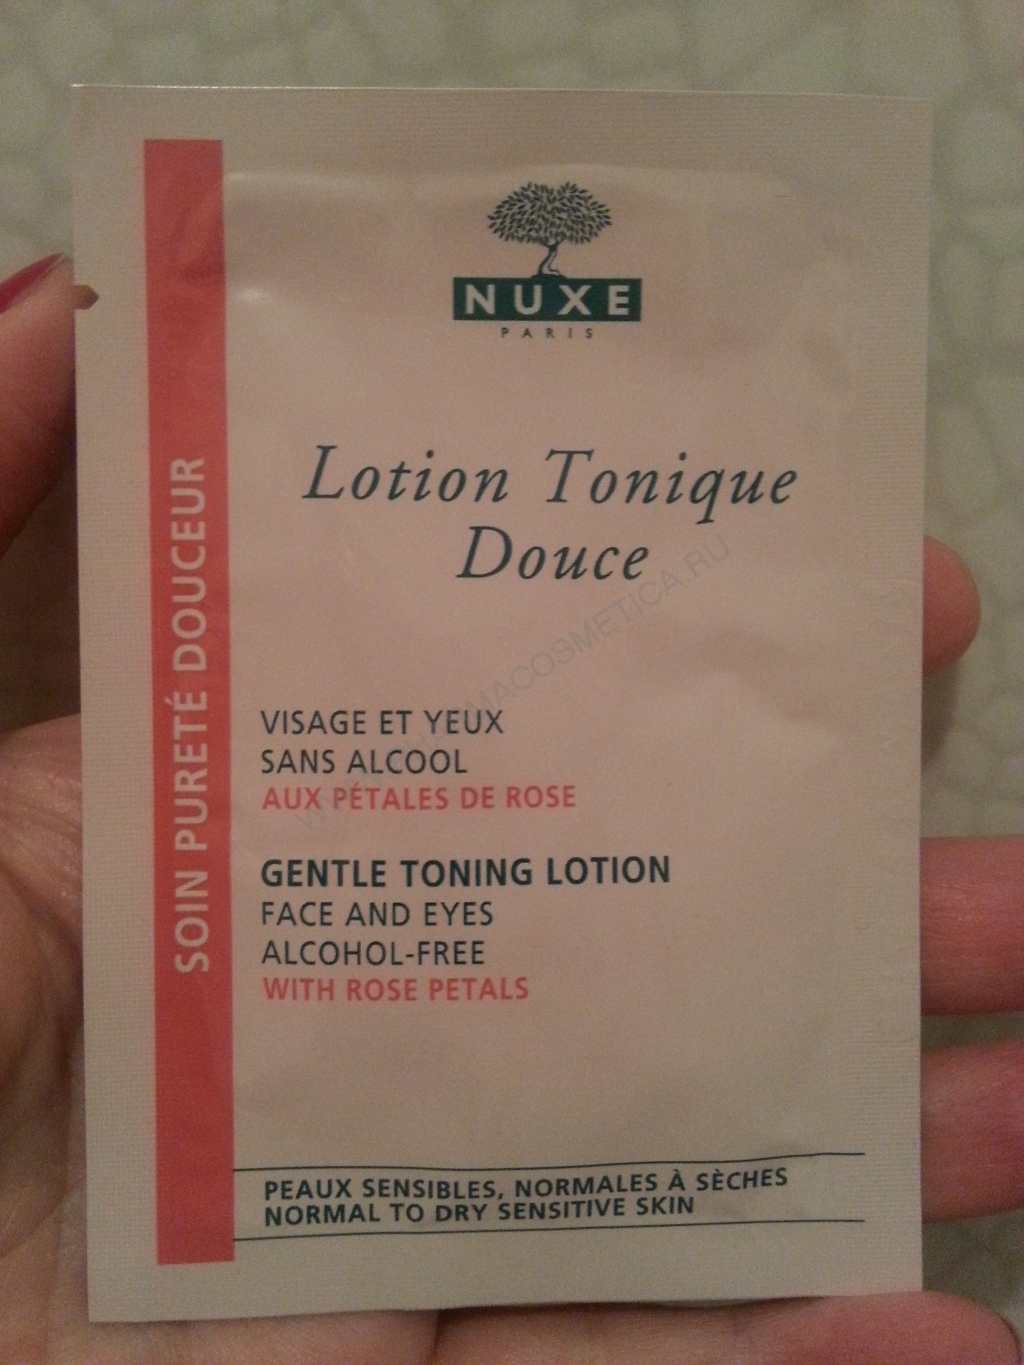 NUXE
PARIS
Lotion Tonique
Douce
SOIN PURETÉ DOUCEUR
VISAGE ET YEUX
SANS ALCOOL
AUX PÉTALES DE ROSE
GENTLE TONING LOTION
FACE AND EYES
ALCOHOL-FREE
WITH ROSE PETALS
PEAUX SENSIBLES, NORMALES À SÈCHES
NORMAL TO DRY SENSITIVE SKIN